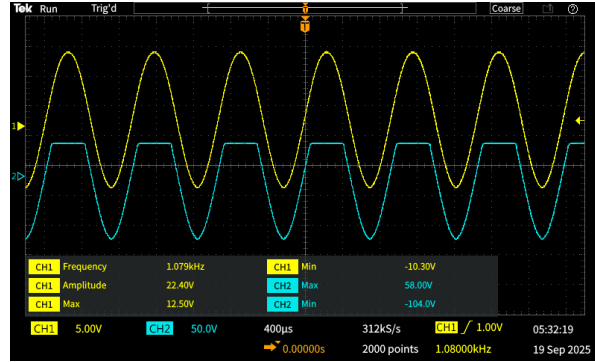 Tek Run Trig'd T Coarse ?
T
1
2
CH1 Frequency 1.079kHz CH1 Min -10.30V
CH1 Amplitude 22.40V CH2 Max 58.00V
CH1 Max 12.50V CH2 Min -104.0V
CH1 5.00V CH2 50.0V 400µs 312kS/s CH1 / 1.00V 05:32:19
T 0.00000s 2000 points 1.08000kHz 19 Sep 2025